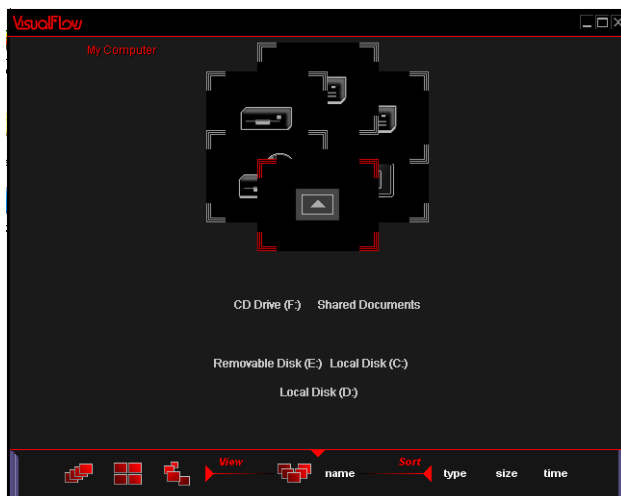 VisualFlow
My Computer
CD Drive (F:) Shared Documents
Removable Disk (E:) Local Disk (C:)
Local Disk (D:)
View name Sort type size time